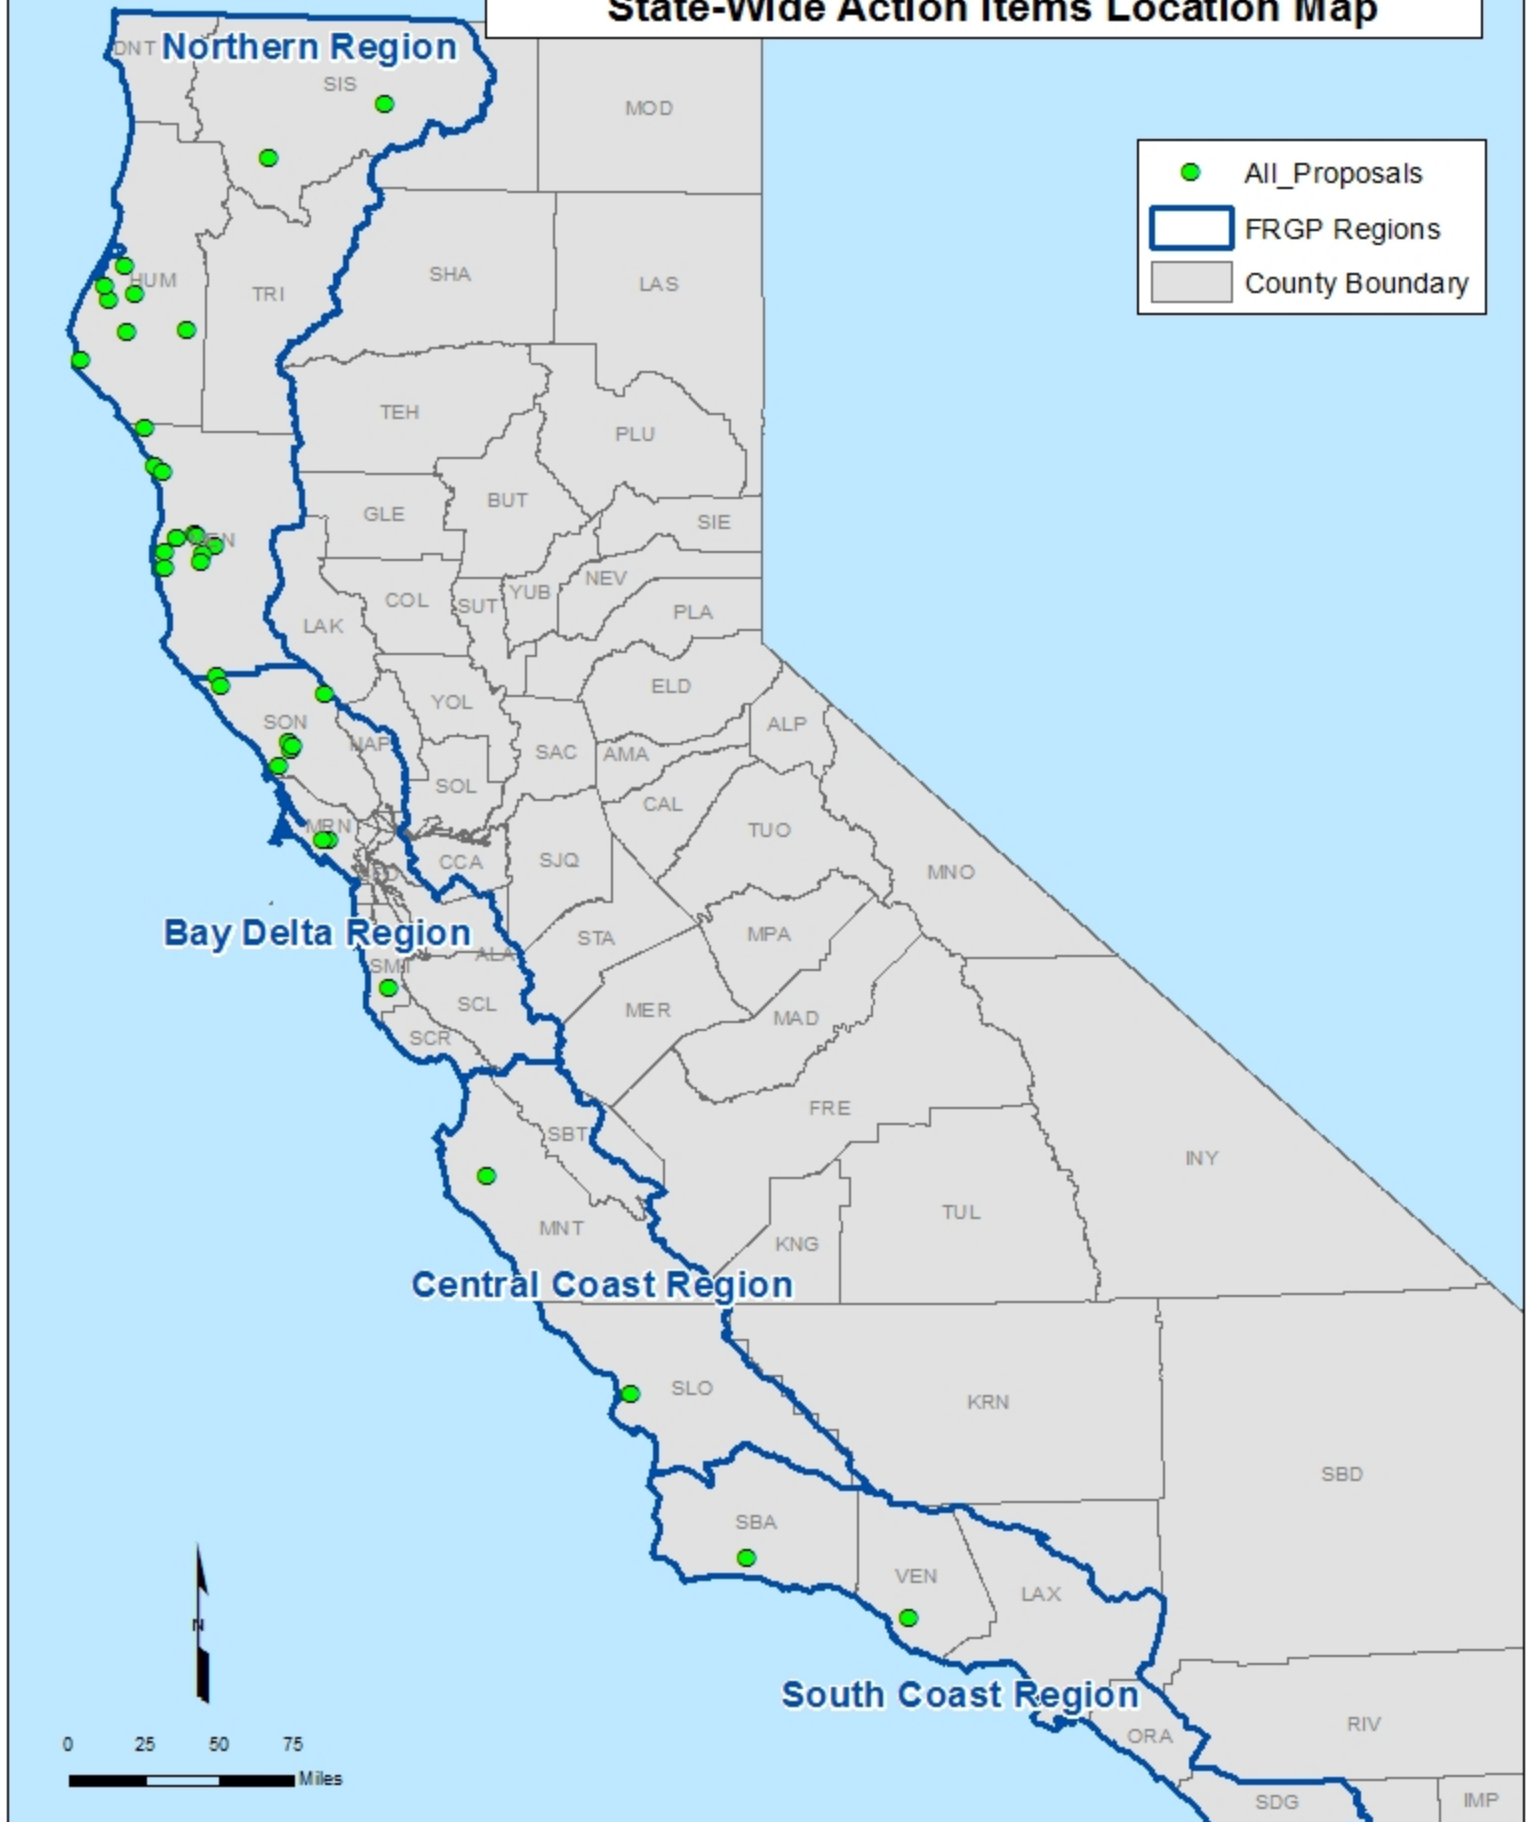 State-Wide Action Items Location Map
DNT
Northern Region
SIS
MOD
All_Proposals
FRGP Regions
County Boundary
HUM
TRI
SHA
LAS
TEH
PLU
GLE
BUT
SIE
COL
SUT
YUB
NEV
PLA
LAK
ELD
YOL
SON
NAP
SAC
AMA
ALP
SOL
CAL
MRN
TUO
CCA
SJQ
MNO
Bay Delta Region
STA
MPA
ALA
SMT
SCL
MER
MAD
SCR
FRE
SBT
INY
TUL
MNT
KNG
Central Coast Region
SLO
KRN
SBD
SBA
VEN
LAX
N
South Coast Region
RIV
ORA
0 25 50 75
Miles
SDG
IMP